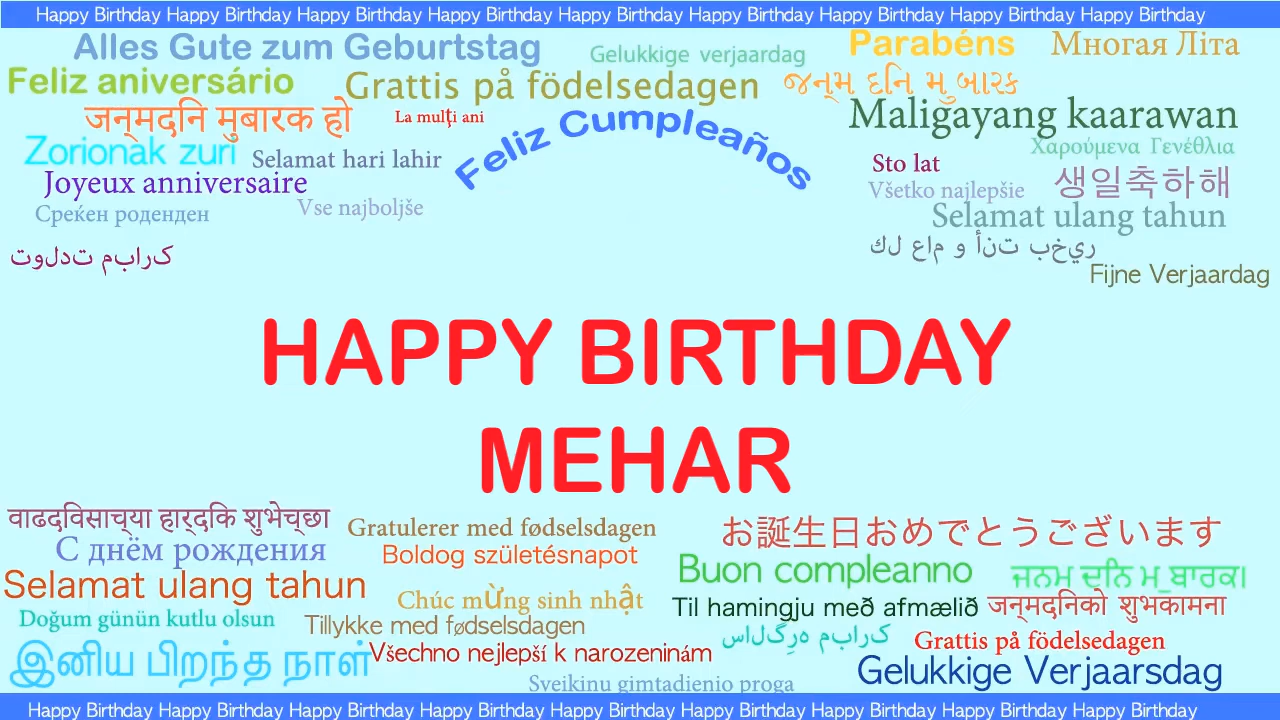 Happy Birthday Happy Birthday Happy Birthday Happy Birthday Happy Birthday Happy Birthday Happy Birthday Happy Birthday Happy Birthday
Alles Gute zum Geburtstag
Gelukkige verjaardag
Parabéns
Многая Літа
Feliz aniversário
Grattis på födelsedagen
જન્મ દનિ મુ બારક
जन्मदनि मुबारक हो
La mulţi ani
Feliz Cumpleaños
Maligayang kaarawan
Zorionak zuri
Selamat hari lahir
Sto lat
Χαρούμενα Γενέθλια
Joyeux anniversaire
Všetko najlepšie
생일축하해
Среќен роденден
Vse najboljše
Selamat ulang tahun
تولدت مبارک
كل عام و أنت بخير
Fijne Verjaardag
HAPPY BIRTHDAY
MEHAR
वाढदविसाच्या हार्दकि शुभेच्छा
Gratulerer med fødselsdagen
お誕生日おめでとうございます
С днём рождения
Boldog születésnapot
Buon compleanno
ਜਨਮ ਦਨਿ ਮੁਬਾਰਕ।
Selamat ulang tahun
Chúc mừng sinh nhật
Til hamingju með afmælið
जन्मदनिको शुभकामना
Doğum günün kutlu olsun
Tillykke med fødselsdagen
سالگرہ مبارک
Grattis på födelsedagen
இனிய பிறந்த நாள்
Všechno nejlepší k narozeninám
Gelukkige Verjaarsdag
Sveikinu gimtadienio proga
Happy Birthday Happy Birthday Happy Birthday Happy Birthday Happy Birthday Happy Birthday Happy Birthday Happy Birthday Happy Birthday